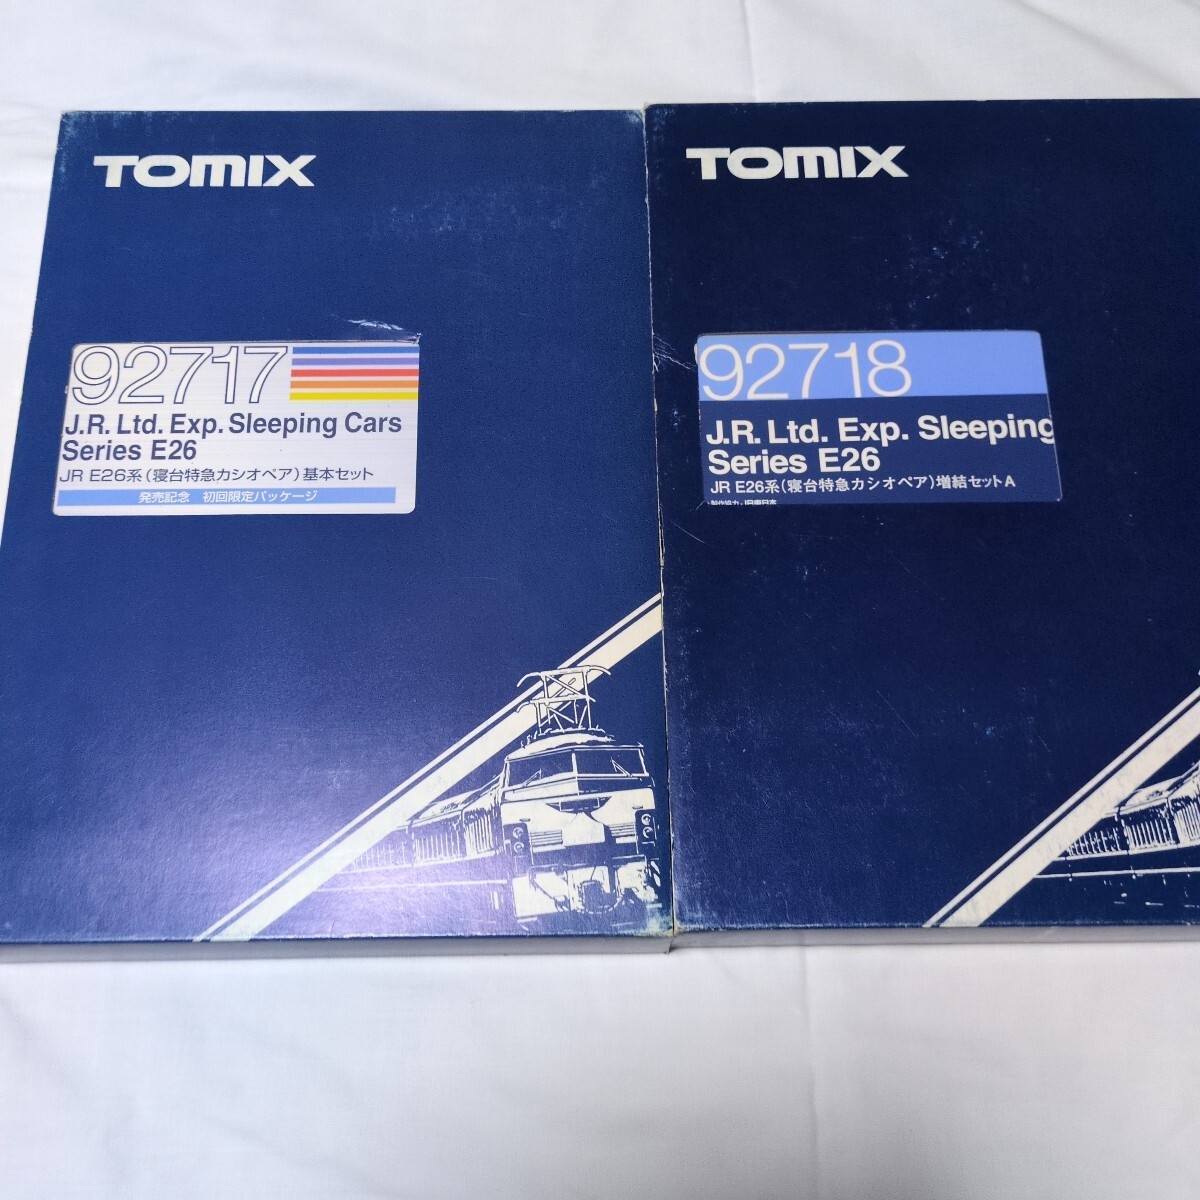 TOMIX
92717
J.R. Ltd. Exp. Sleeping Cars
Series E26
JR E26系(寝台特急カシオペア)基本セット
発売記念 初回限定パッケージ
TOMIX
92718
J.R. Ltd. Exp. Sleeping
Series E26
JR E26系(寝台特急カシオペア)増結セットA